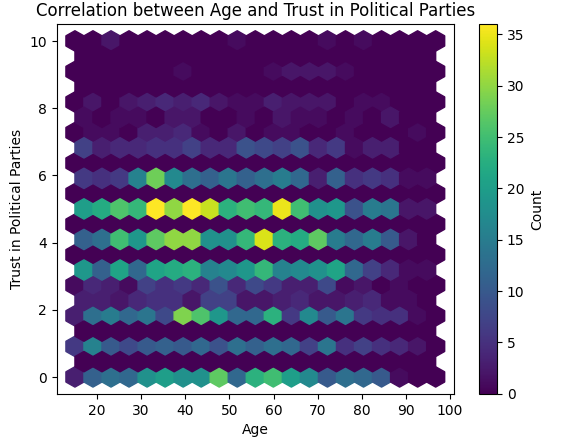 Correlation between Age and Trust in Political Parties
10
8
6
4
2
0
Trust in Political Parties
20 30 40 50 60 70 80 90 100
Age
35
30
25
20
15
10
5
0
Count